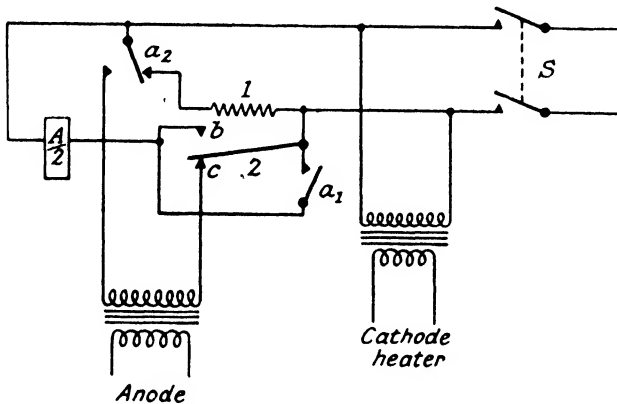 a₂
1
S
A/2
b
c
2
a₁
Cathode
heater
Anode